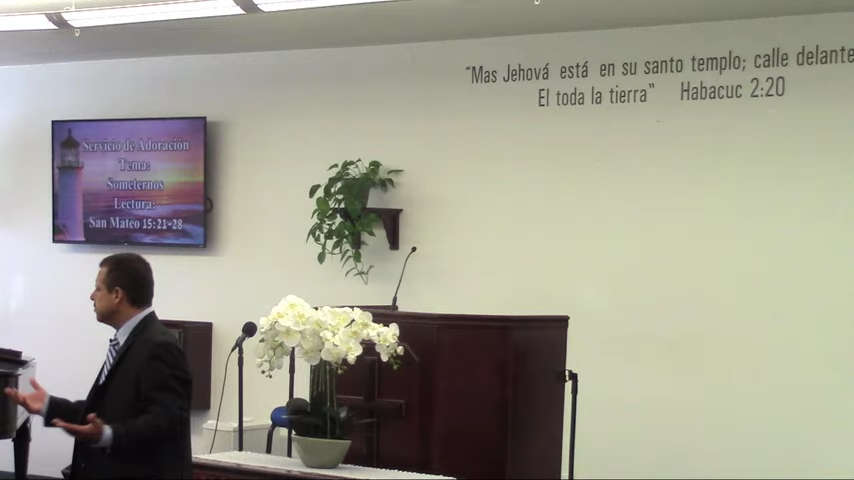 "Mas Jehová está en su santo templo; calle delante
El toda la tierra" Habacuc 2:20
Servicio de Adoración
Tema:
Someternos
Lectura:
San Mateo 15:21-28